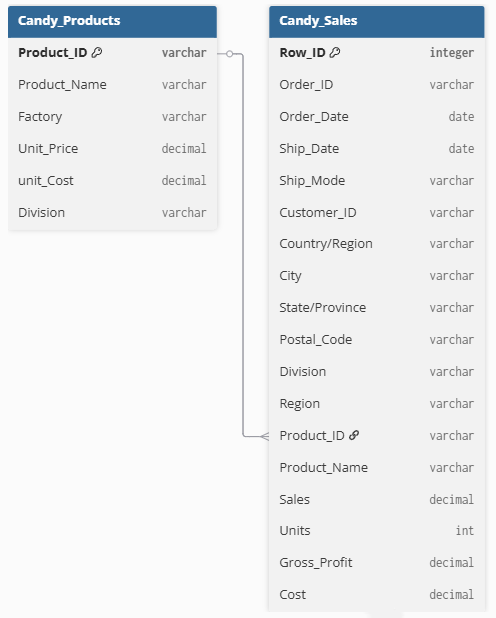 Candy_Products
Product_ID varchar
Product_Name varchar
Factory varchar
Unit_Price decimal
unit_Cost decimal
Division varchar
Candy_Sales
Row_ID integer
Order_ID varchar
Order_Date date
Ship_Date date
Ship_Mode varchar
Customer_ID varchar
Country/Region varchar
City varchar
State/Province varchar
Postal_Code varchar
Division varchar
Region varchar
Product_ID varchar
Product_Name varchar
Sales decimal
Units int
Gross_Profit decimal
Cost decimal